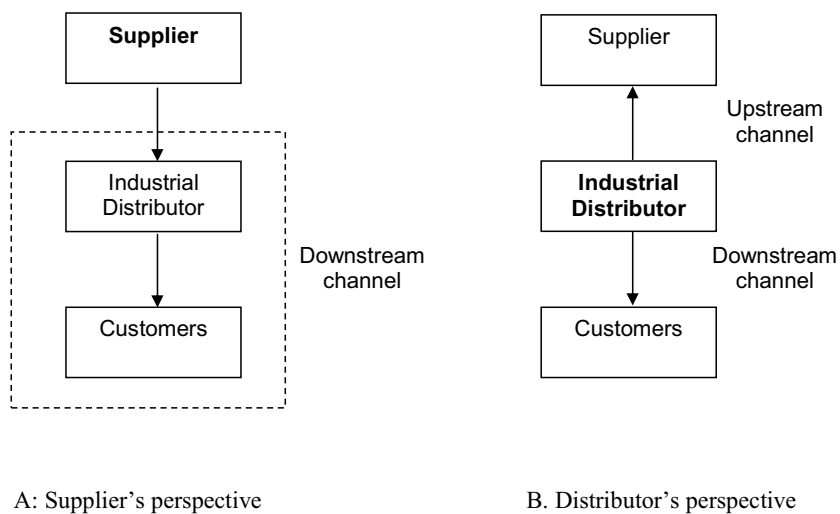 Supplier
Industrial
Distributor
Downstream
channel
Customers
A: Supplier’s perspective
Supplier
Upstream
channel
Industrial
Distributor
Downstream
channel
Customers
B. Distributor’s perspective